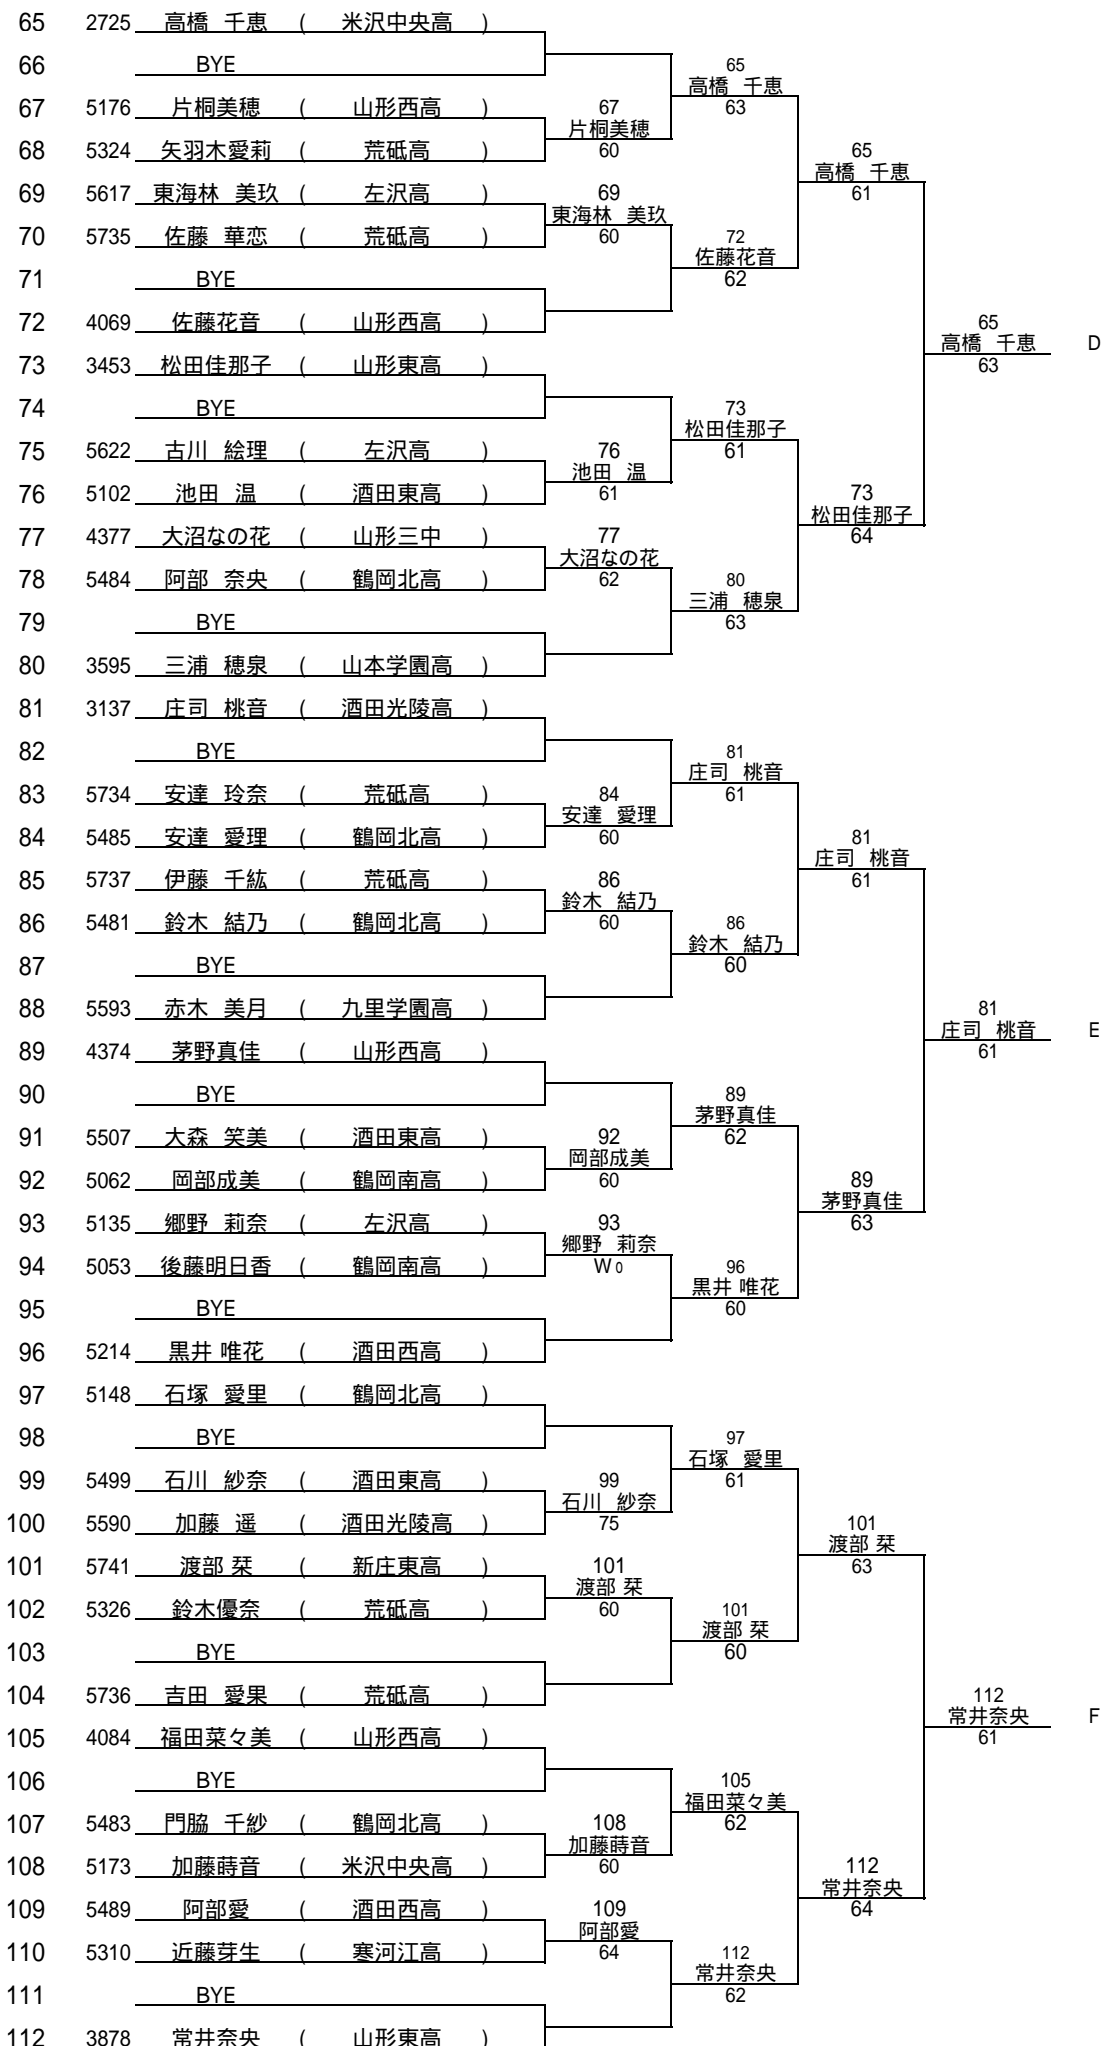 65 2725 高橋 千恵 ( 米沢中央高 )
66 BYE
67 5176 片桐美穂 ( 山形西高 )
68 5324 矢羽木愛莉 ( 荒砥高 )
69 5617 東海林 美玖 ( 左沢高 )
70 5735 佐藤 華恋 ( 荒砥高 )
71 BYE
72 4069 佐藤花音 ( 山形西高 )
73 3453 松田佳那子 ( 山形東高 )
74 BYE
75 5622 古川 絵理 ( 左沢高 )
76 5102 池田 温 ( 酒田東高 )
77 4377 大沼なの花 ( 山形三中 )
78 5484 阿部 奈央 ( 鶴岡北高 )
79 BYE
80 3595 三浦 穂泉 ( 山本学園高 )
81 3137 庄司 桃音 ( 酒田光陵高 )
82 BYE
83 5734 安達 玲奈 ( 荒砥高 )
84 5485 安達 愛理 ( 鶴岡北高 )
85 5737 伊藤 千紘 ( 荒砥高 )
86 5481 鈴木 結乃 ( 鶴岡北高 )
87 BYE
88 5593 赤木 美月 ( 九里学園高 )
89 4374 茅野真佳 ( 山形西高 )
90 BYE
91 5507 大森 笑美 ( 酒田東高 )
92 5062 岡部成美 ( 鶴岡南高 )
93 5135 郷野 莉奈 ( 左沢高 )
94 5053 後藤明日香 ( 鶴岡南高 )
95 BYE
96 5214 黒井 唯花 ( 酒田西高 )
97 5148 石塚 愛里 ( 鶴岡北高 )
98 BYE
99 5499 石川 紗奈 ( 酒田東高 )
100 5590 加藤 遥 ( 酒田光陵高 )
101 5741 渡部 栞 ( 新庄東高 )
102 5326 鈴木優奈 ( 荒砥高 )
103 BYE
104 5736 吉田 愛果 ( 荒砥高 )
105 4084 福田菜々美 ( 山形西高 )
106 BYE
107 5483 門脇 千紗 ( 鶴岡北高 )
108 5173 加藤蒔音 ( 米沢中央高 )
109 5489 阿部愛 ( 酒田西高 )
110 5310 近藤芽生 ( 寒河江高 )
111 BYE
112 3878 常井奈央 ( 山形東高 )
67
片桐美穂
60
69
東海林 美玖
60
76
池田 温
61
77
大沼なの花
62
84
安達 愛理
60
86
鈴木 結乃
60
92
岡部成美
60
93
郷野 莉奈
W0
99
石川 紗奈
75
101
渡部 栞
60
108
加藤蒔音
60
109
阿部愛
64
65
高橋 千恵
63
72
佐藤花音
62
73
松田佳那子
61
80
三浦 穂泉
63
81
庄司 桃音
61
86
鈴木 結乃
60
89
茅野真佳
62
96
黒井 唯花
60
97
石塚 愛里
61
101
渡部 栞
60
105
福田菜々美
62
112
常井奈央
62
65
高橋 千恵
61
73
松田佳那子
64
81
庄司 桃音
61
89
茅野真佳
63
101
渡部 栞
63
112
常井奈央
64
65
高橋 千恵
63
D
81
庄司 桃音
61
E
112
常井奈央
61
F